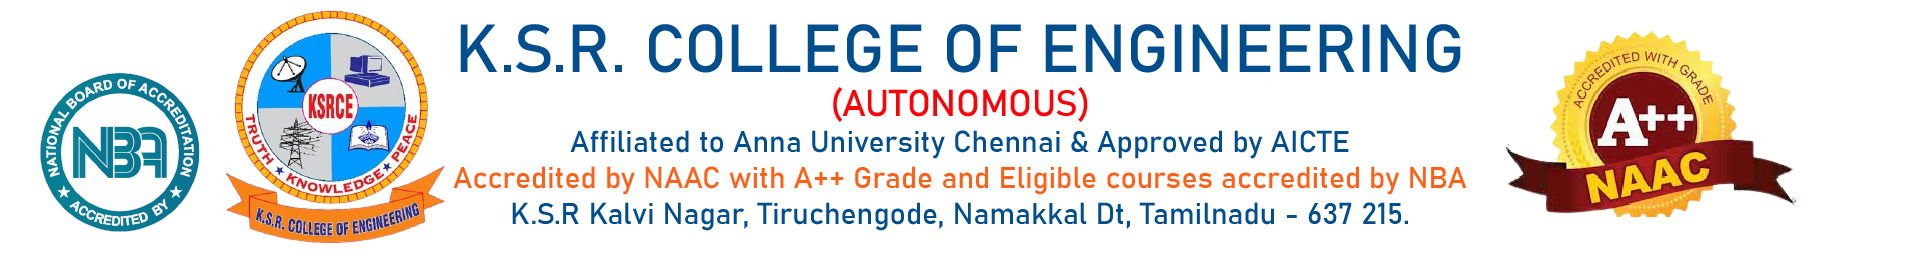 NATIONAL BOARD OF ACCREDITATION
NBA
ACCREDITED BY
KSRCE
TRUTH KNOWLEDGE PEACE
K.S.R. COLLEGE OF ENGINEERING
K.S.R. COLLEGE OF ENGINEERING
(AUTONOMOUS)
Affiliated to Anna University Chennai & Approved by AICTE
Accredited by NAAC with A++ Grade and Eligible courses accredited by NBA
K.S.R Kalvi Nagar, Tiruchengode, Namakkal Dt, Tamilnadu - 637 215.
ACCREDITED WITH GRADE
A++
NAAC